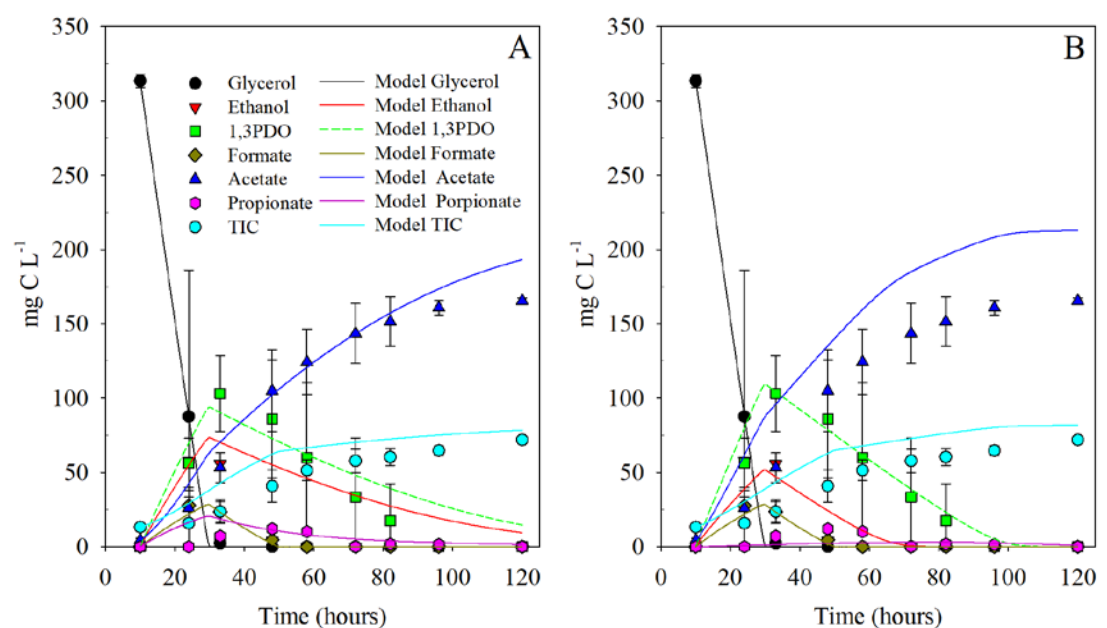 A
350
300
250
200
150
100
50
0
mg C L⁻¹
Glycerol Model Glycerol
Ethanol Model Ethanol
1,3PDO Model 1,3PDO
Formate Model Formate
Acetate Model Acetate
Propionate Model Porpionate
TIC Model TIC
0 20 40 60 80 100 120
Time (hours)
B
350
300
250
200
150
100
50
0
mg C L⁻¹
0 20 40 60 80 100 120
Time (hours)